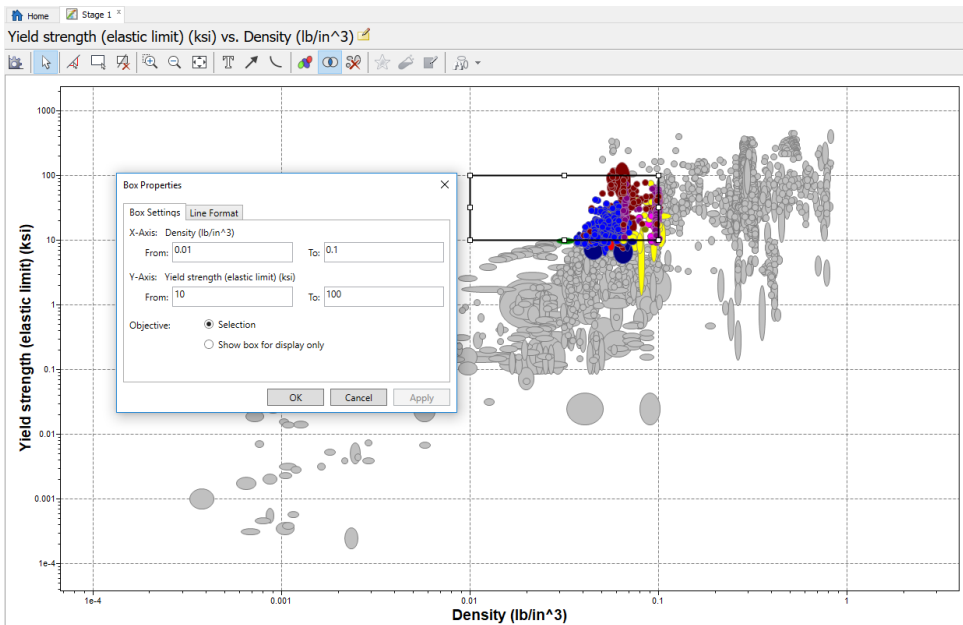 Home Stage 1 x
Yield strength (elastic limit) (ksi) vs. Density (lb/in^3)
T
Yield strength (elastic limit) (ksi)
1000
100
10
1
0.1
0.01
0.001
1e-4
Box Properties
Box Settings Line Format
X-Axis: Density (lb/in^3)
From: 0.01 To: 0.1
Y-Axis: Yield strength (elastic limit) (ksi)
From: 10 To: 100
Objective: Selection
Show box for display only
OK Cancel Apply
1e-4 0.001 0.01 0.1 1
Density (lb/in^3)